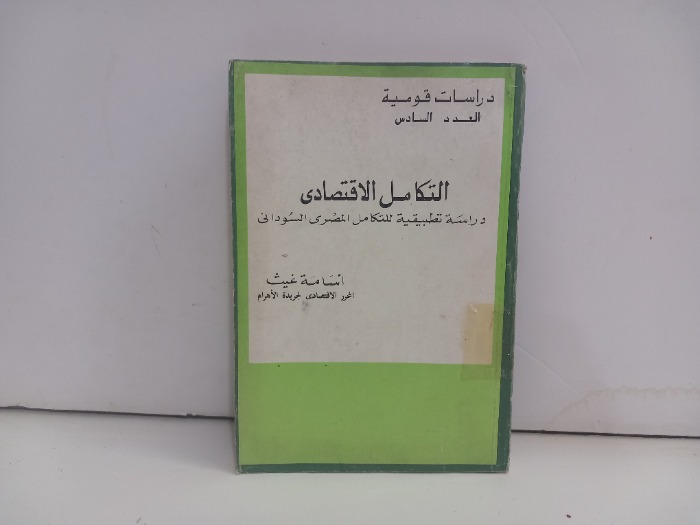 دراسات قومية
العدد السادس
التكامل الاقتصادى
دراسة تطبيقية للتكامل المصرى السودانى
أسامة غيث
المحرر الاقتصادى لجريدة الأهرام